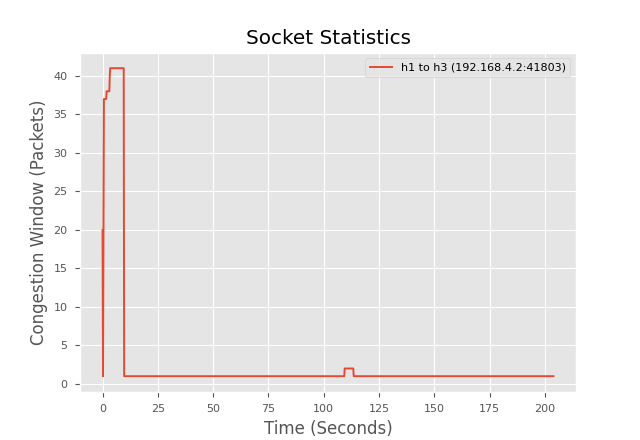 Socket Statistics
h1 to h3 (192.168.4.2:41803)
Congestion Window (Packets)
40
35
30
25
20
15
10
5
0
0 25 50 75 100 125 150 175 200
Time (Seconds)